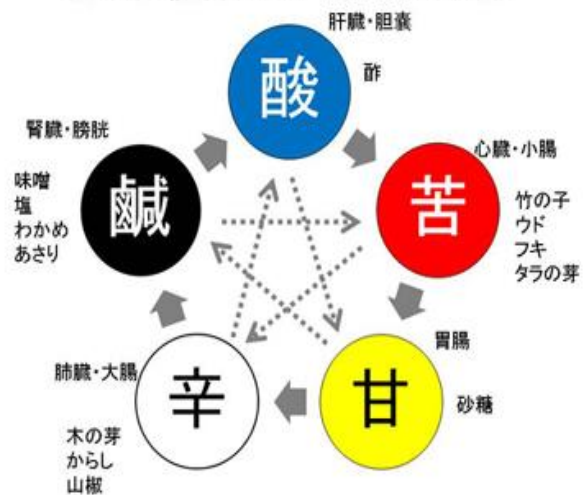 肝臓・胆嚢
酸
酢
心臓・小腸
苦
竹の子
ウド
フキ
タラの芽
胃腸
甘
砂糖
肺臓・大腸
辛
木の芽
からし
山椒
腎臓・膀胱
鹹
味噌
塩
わかめ
あさり